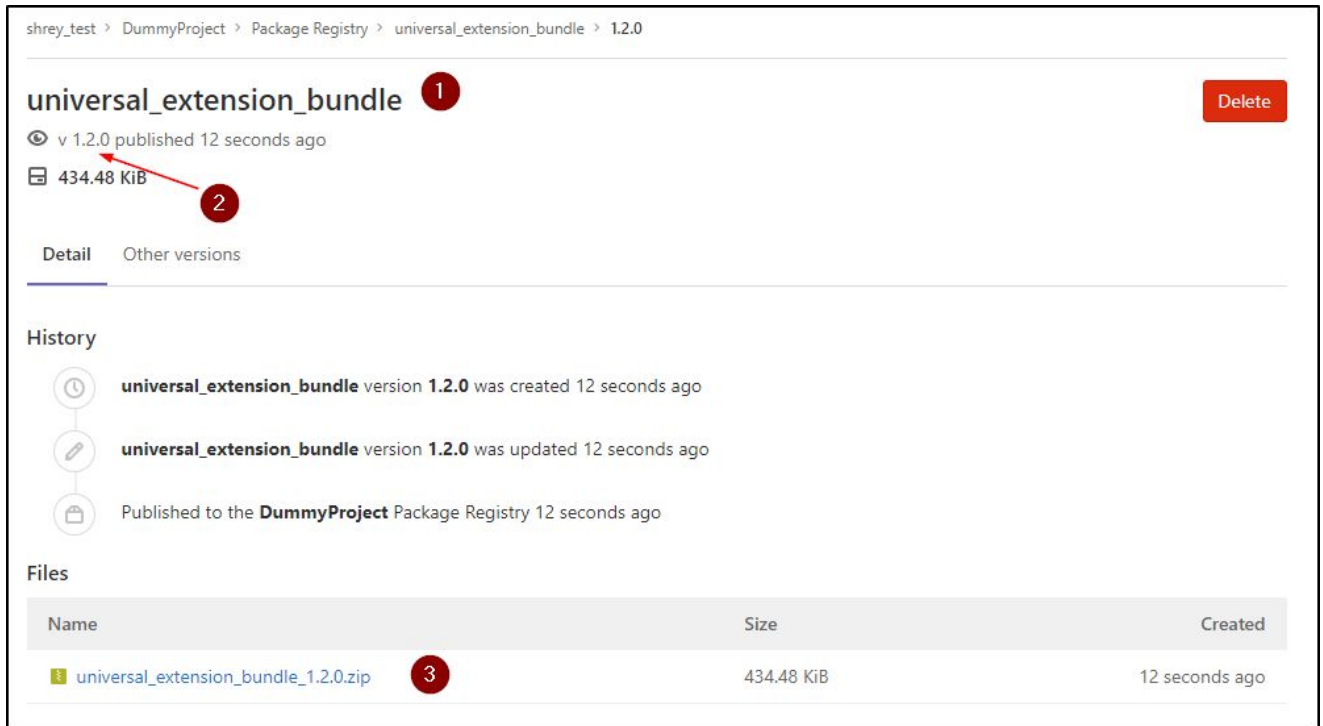 shrey_test > DummyProject > Package Registry > universal_extension_bundle > 1.2.0
universal_extension_bundle 1
Delete
v 1.2.0 published 12 seconds ago
434.48 KiB
2
Detail Other versions
History
universal_extension_bundle version 1.2.0 was created 12 seconds ago
universal_extension_bundle version 1.2.0 was updated 12 seconds ago
Published to the DummyProject Package Registry 12 seconds ago
Files
Name Size Created
universal_extension_bundle_1.2.0.zip 3 434.48 KiB 12 seconds ago